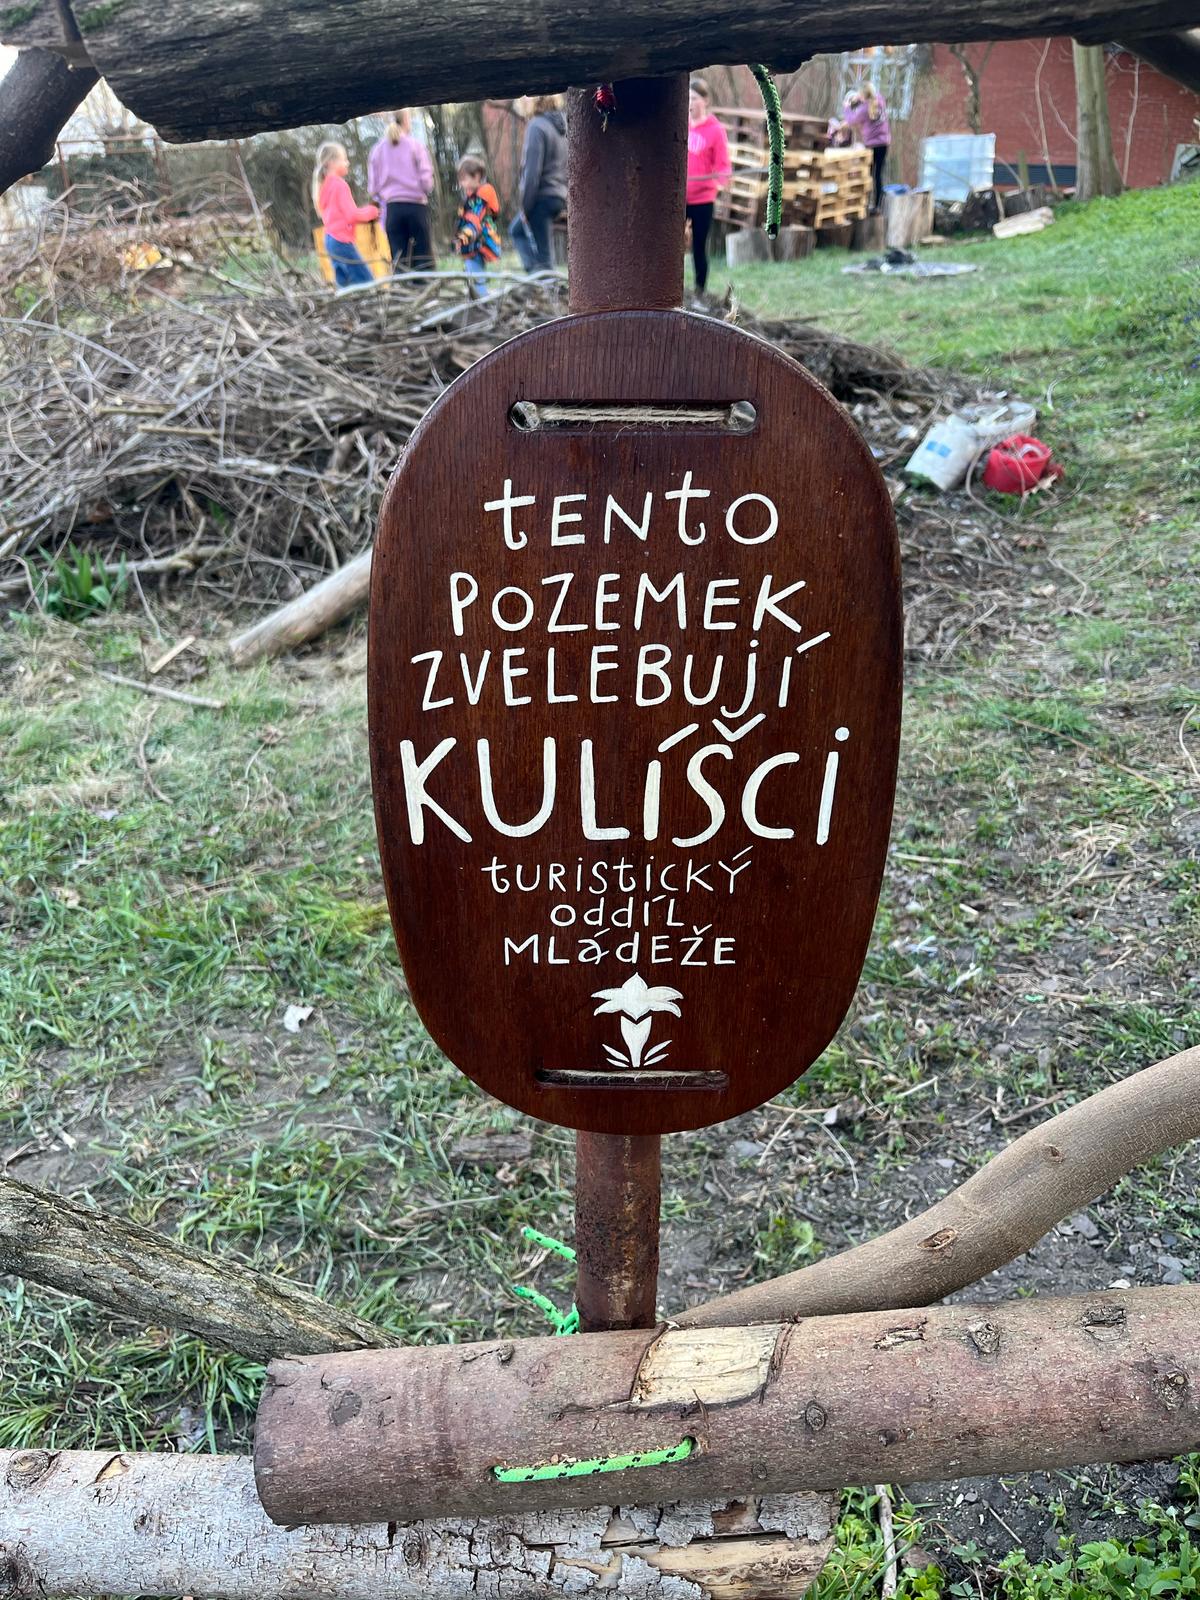 tENtO
POZEMEK
ZVELEBUjÍ
KULÍŠCi
tURiStiCKÝ
OddÍL
MLádEŽE